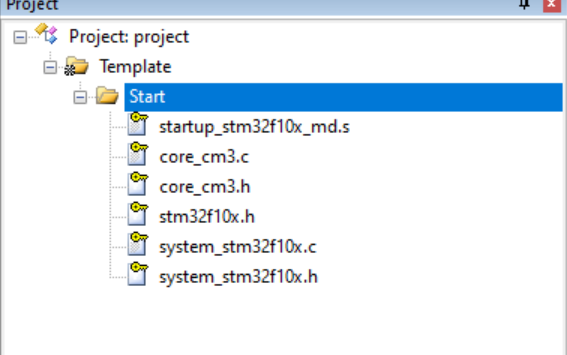 Project
Project: project
Template
Start
startup_stm32f10x_md.s
core_cm3.c
core_cm3.h
stm32f10x.h
system_stm32f10x.c
system_stm32f10x.h